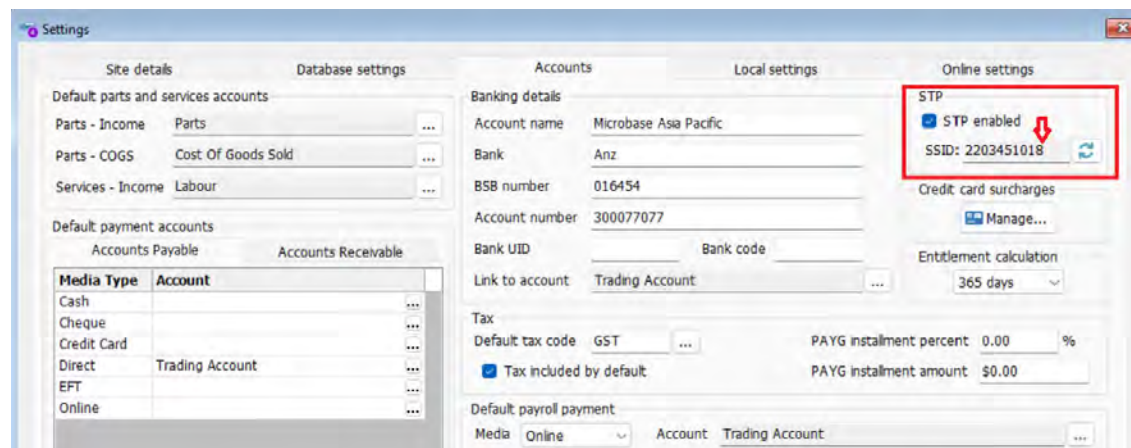 Settings
Site details Database settings Accounts Local settings Online settings
Default parts and services accounts
Parts - Income Parts ...
Parts - COGS Cost Of Goods Sold ...
Services - Income Labour ...
Default payment accounts
Accounts Payable Accounts Receivable
Media Type Account
Cash ...
Cheque ...
Credit Card ...
Direct Trading Account ...
EFT ...
Online ...
Banking details
Account name Microbase Asia Pacific
Bank Anz
BSB number 016454
Account number 300077077
Bank UID Bank code
Link to account Trading Account ...
STP
STP enabled
SSID: 2203451018
Credit card surcharges
Manage...
Entitlement calculation
365 days
Tax
Default tax code GST ... PAYG installment percent 0.00 %
Tax included by default PAYG installment amount $0.00
Default payroll payment
Media Online Account Trading Account ...